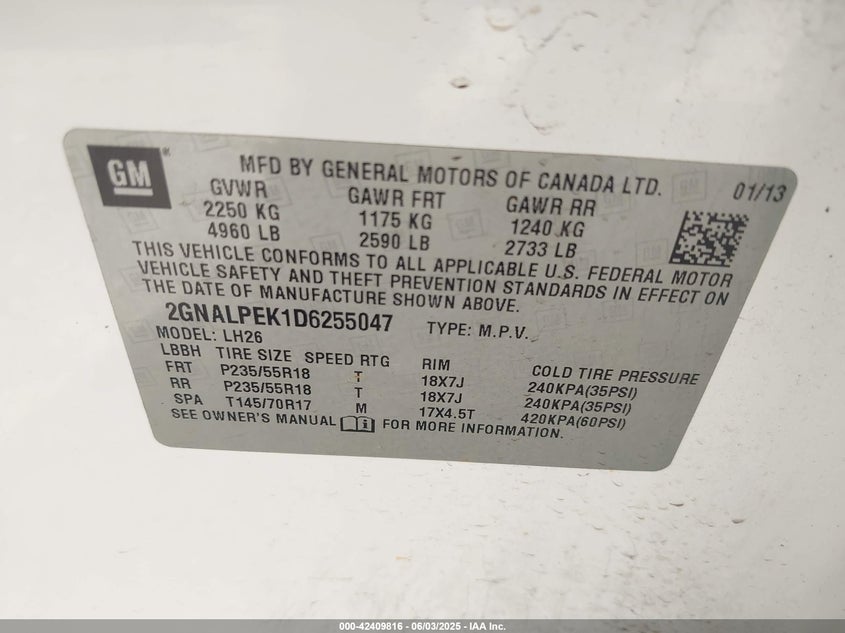 GM® MFD BY GENERAL MOTORS OF CANADA LTD. 01/13
GVWR GAWR FRT GAWR RR
2250 KG 1175 KG 1240 KG
4960 LB 2590 LB 2733 LB
THIS VEHICLE CONFORMS TO ALL APPLICABLE U.S. FEDERAL MOTOR
VEHICLE SAFETY AND THEFT PREVENTION STANDARDS IN EFFECT ON
THE DATE OF MANUFACTURE SHOWN ABOVE.
2GNALPEK1D6255047 TYPE: M.P.V.
MODEL: LH26
LBBH TIRE SIZE SPEED RTG RIM COLD TIRE PRESSURE
FRT P235/55R18 T 18X7J 240KPA(35PSI)
RR P235/55R18 T 18X7J 240KPA(35PSI)
SPA T145/70R17 M 17X4.5T 420KPA(60PSI)
SEE OWNER'S MANUAL FOR MORE INFORMATION.
000-42409816 - 06/03/2025 - IAA Inc.